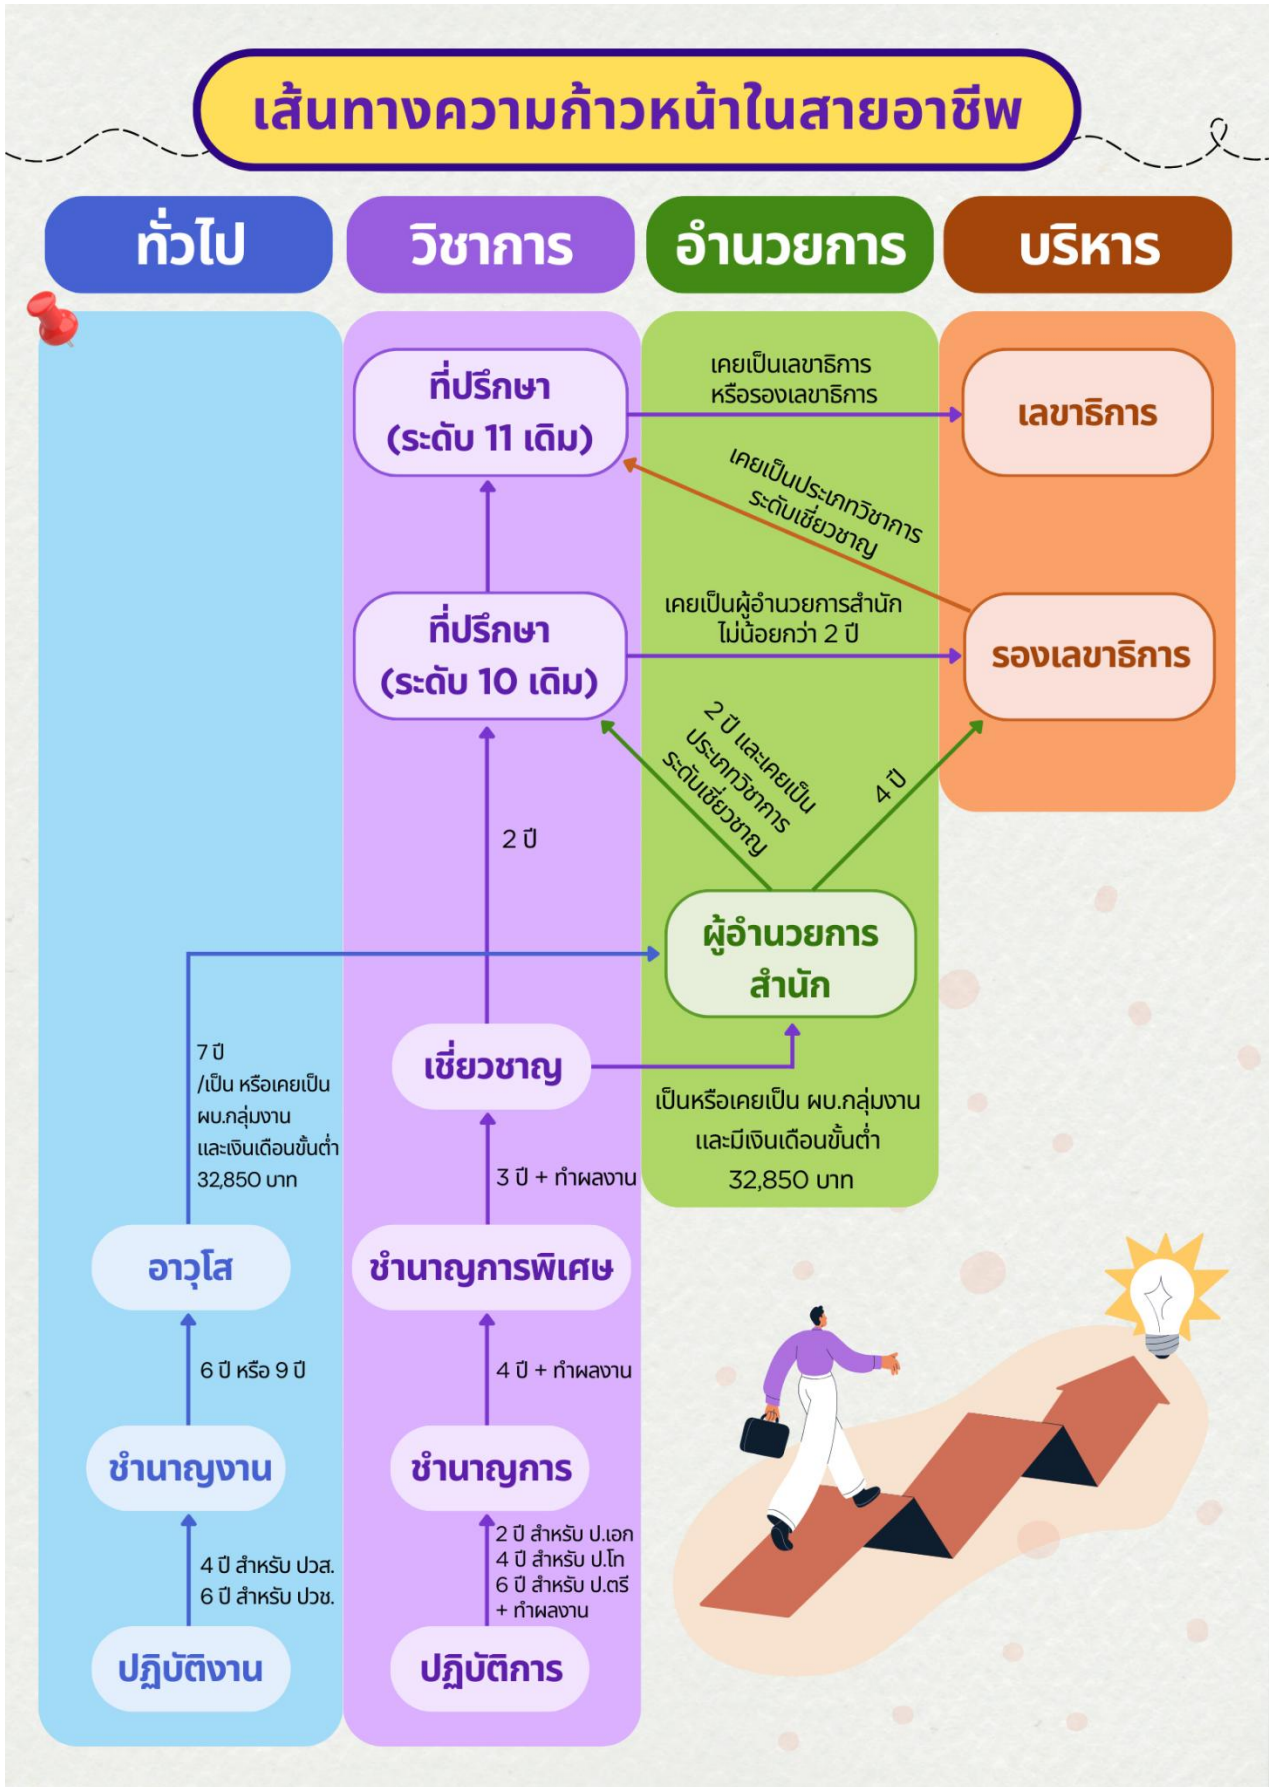 เส้นทางความก้าวหน้าในสายอาชีพ
ทั่วไป
วิชาการ
อำนวยการ
บริหาร
ที่ปรึกษา
(ระดับ 11 เดิม)
เคยเป็นเลขาธิการ
หรือรองเลขาธิการ
เลขาธิการ
เคยเป็นประเภทวิชาการ
ระดับเชี่ยวชาญ
ที่ปรึกษา
(ระดับ 10 เดิม)
เคยเป็นผู้อำนวยการสำนัก
ไม่น้อยกว่า 2 ปี
รองเลขาธิการ
2 ปี และเคยเป็น
ประเภทวิชาการ
ระดับเชี่ยวชาญ
4 ปี
2 ปี
ผู้อำนวยการ
สำนัก
7 ปี
/เป็น หรือเคยเป็น
ผบ.กลุ่มงาน
และเงินเดือนขั้นต่ำ
32,850 บาท
เชี่ยวชาญ
เป็นหรือเคยเป็น ผบ.กลุ่มงาน
และมีเงินเดือนขั้นต่ำ
32,850 บาท
3 ปี + ทำผลงาน
อาวุโส
ชำนาญการพิเศษ
6 ปี หรือ 9 ปี
4 ปี + ทำผลงาน
ชำนาญงาน
ชำนาญการ
4 ปี สำหรับ ปวส.
6 ปี สำหรับ ปวช.
2 ปี สำหรับ ป.เอก
4 ปี สำหรับ ป.โท
6 ปี สำหรับ ป.ตรี
+ ทำผลงาน
ปฏิบัติงาน
ปฏิบัติการ